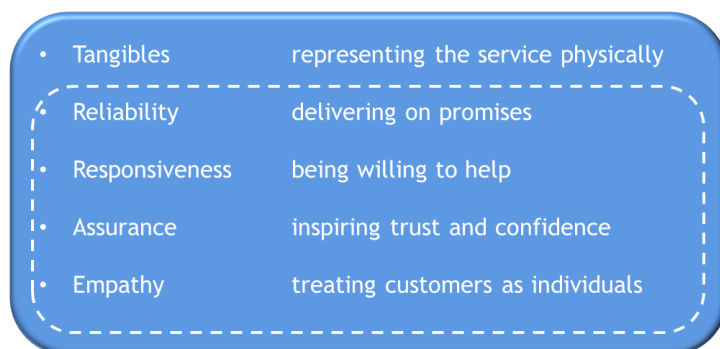 • Tangibles representing the service physically
• Reliability delivering on promises
• Responsiveness being willing to help
• Assurance inspiring trust and confidence
• Empathy treating customers as individuals